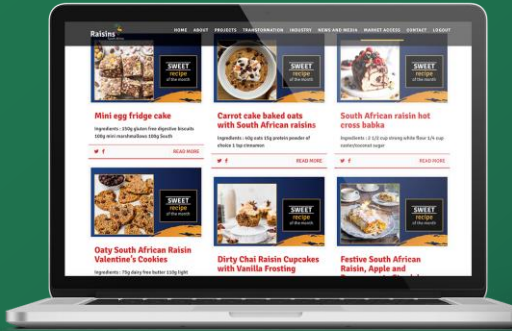 Raisins
HOME ABOUT PROJECTS TRANSFORMATION INDUSTRY NEWS AND MEDIA MARKET ACCESS CONTACT LOGOUT
SWEET
recipe
of the month
SWEET
recipe
of the month
SWEET
recipe
of the month
Mini egg fridge cake
Ingredients : 150g gluten free digestive biscuits
100g mini marshmallows 100g South
READ MORE
Carrot cake baked oats
with South African raisins
Ingredients : 40g oats 15g protein powder of
choice 1 tsp cinnamon
READ MORE
South African raisin hot
cross babka
Ingredients : 2 1/2 cup strong white flour 1/4 cup
caster/coconut sugar
READ MORE
SWEET
recipe
of the month
SWEET
recipe
of the month
SWEET
recipe
of the month
Oaty South African Raisin
Valentine's Cookies
Ingredients : 75g dairy free butter 110g light
Dirty Chai Raisin Cupcakes
with Vanilla Frosting
Festive South African
Raisin, Apple and